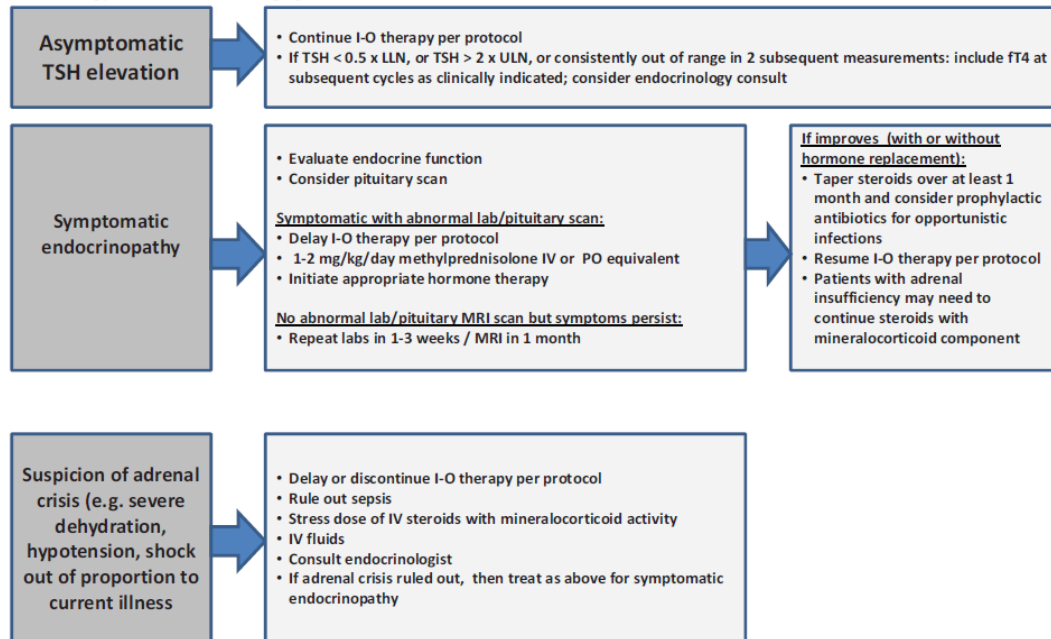 Asymptomatic
TSH elevation
• Continue I-O therapy per protocol
• If TSH < 0.5 x LLN, or TSH > 2 x ULN, or consistently out of range in 2 subsequent measurements: include fT4 at
subsequent cycles as clinically indicated; consider endocrinology consult
Symptomatic
endocrinopathy
• Evaluate endocrine function
• Consider pituitary scan
Symptomatic with abnormal lab/pituitary scan:
• Delay I-O therapy per protocol
• 1-2 mg/kg/day methylprednisolone IV or PO equivalent
• Initiate appropriate hormone therapy
No abnormal lab/pituitary MRI scan but symptoms persist:
• Repeat labs in 1-3 weeks / MRI in 1 month
If improves (with or without
hormone replacement):
• Taper steroids over at least 1
month and consider prophylactic
antibiotics for opportunistic
infections
• Resume I-O therapy per protocol
• Patients with adrenal
insufficiency may need to
continue steroids with
mineralocorticoid component
Suspicion of adrenal
crisis (e.g. severe
dehydration,
hypotension, shock
out of proportion to
current illness
• Delay or discontinue I-O therapy per protocol
• Rule out sepsis
• Stress dose of IV steroids with mineralocorticoid activity
• IV fluids
• Consult endocrinologist
• If adrenal crisis ruled out, then treat as above for symptomatic
endocrinopathy